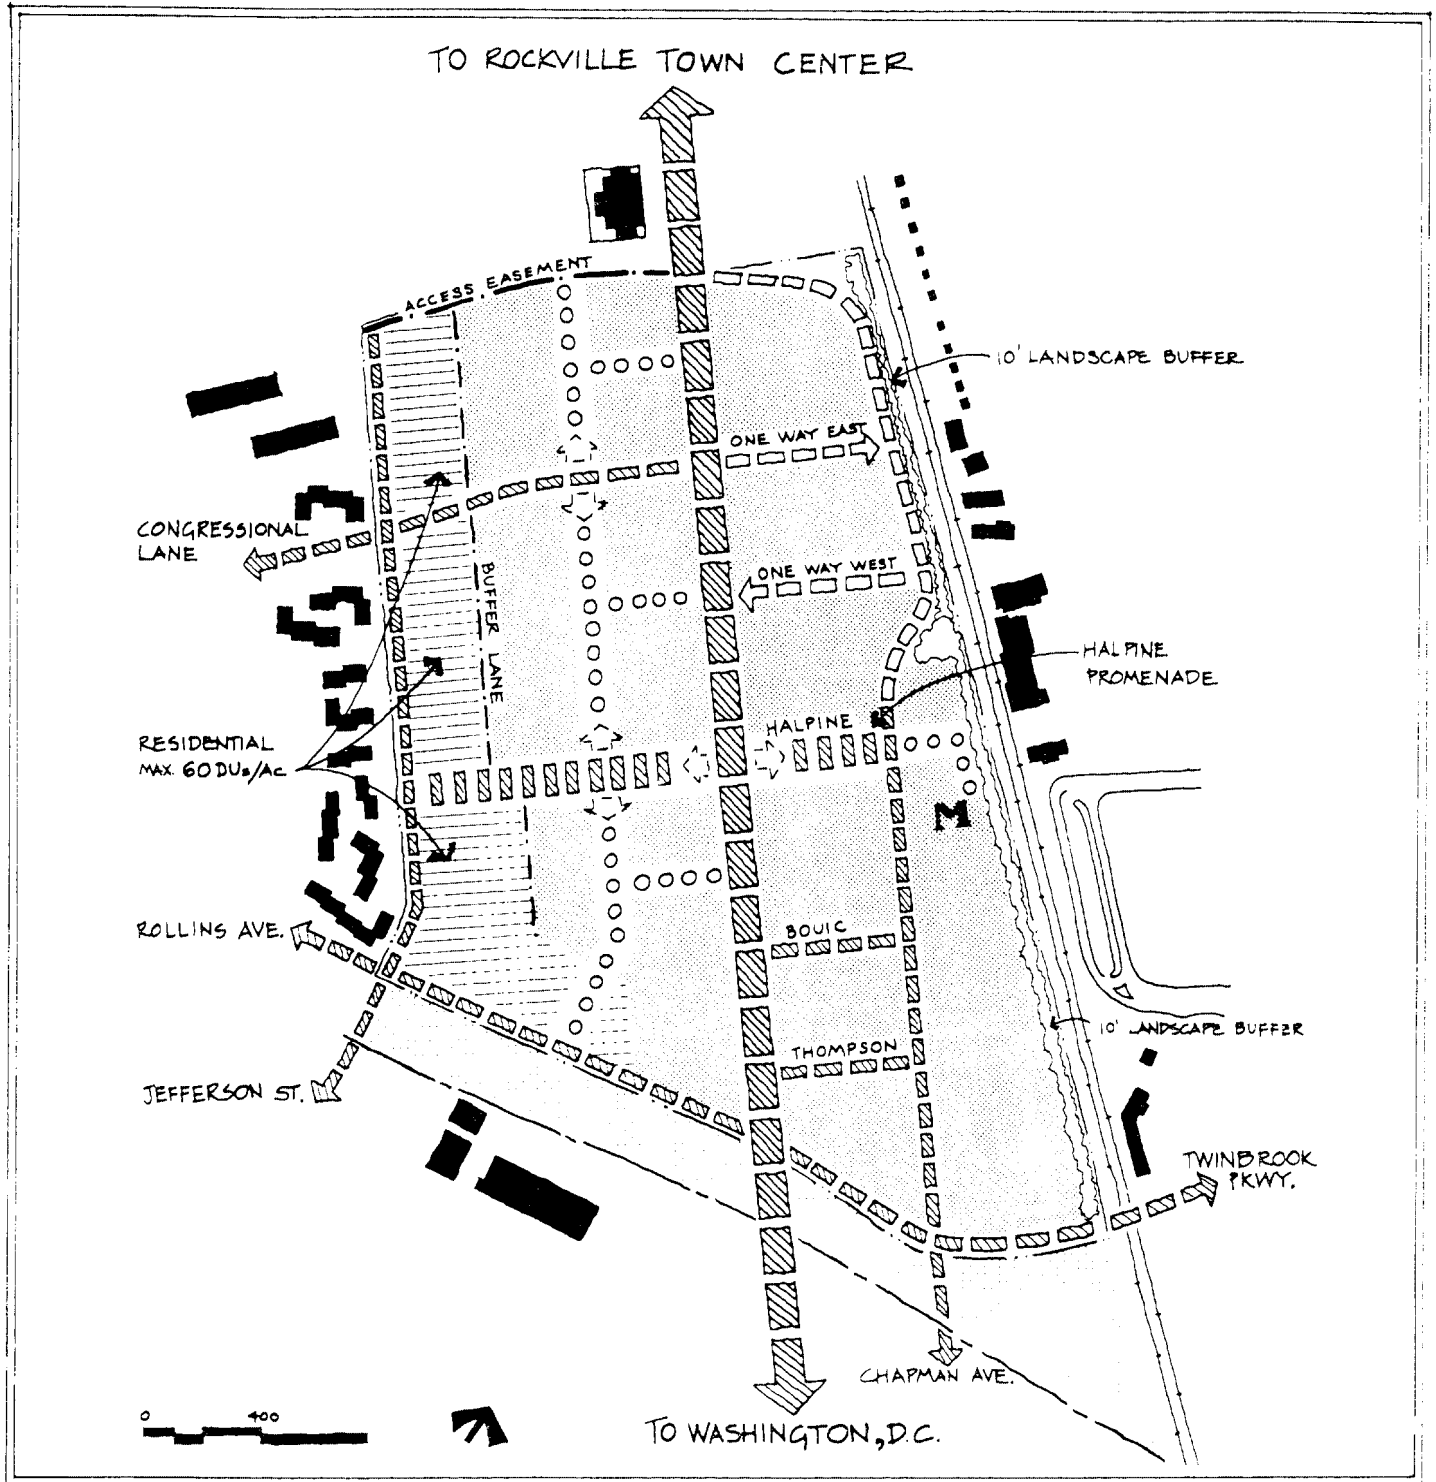 TO ROCKVILLE TOWN CENTER
ACCESS EASEMENT
10' LANDSCAPE BUFFER
ONE WAY EAST
CONGRESSIONAL
LANE
BUFFER LANE
ONE WAY WEST
HALPINE
PROMENADE
HALPINE
RESIDENTIAL
MAX. 60 DUs/AC
M
ROLLINS AVE.
BOUIC
10' LANDSCAPE BUFFER
THOMPSON
JEFFERSON ST.
TWINBROOK
PKWY.
CHAPMAN AVE.
0 400
TO WASHINGTON, D.C.